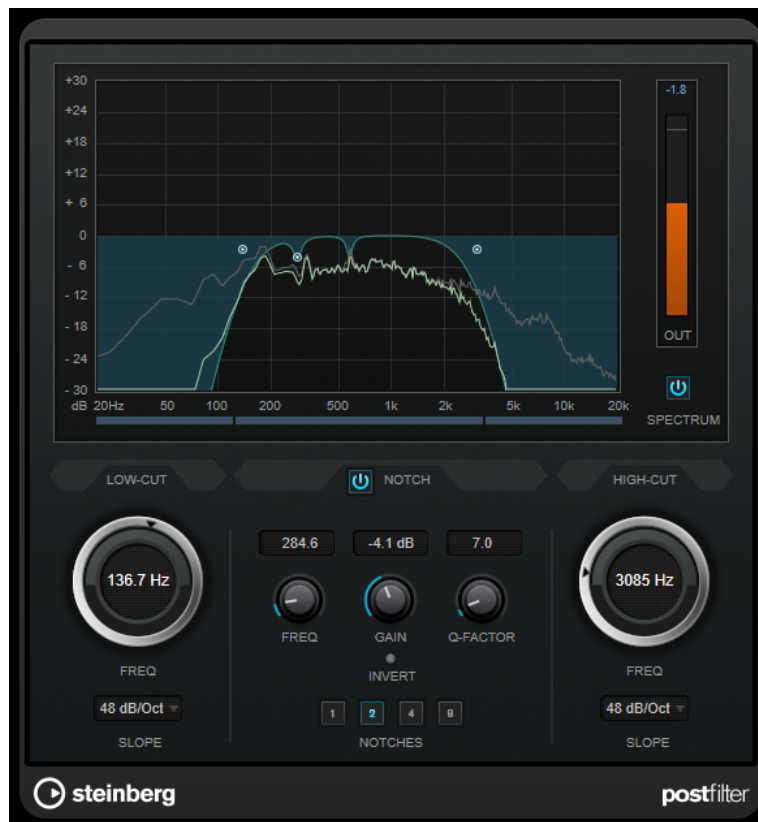 +30
-1.8
+24
+18
+12
+ 6
0
- 6
- 12
- 18
OUT
- 24
- 30
dB 20Hz 50 100 200 500 1k 2k 5k 10k 20k
SPECTRUM
LOW-CUT NOTCH HIGH-CUT
284.6 -4.1 dB 7.0
136.7 Hz 3085 Hz
FREQ GAIN Q-FACTOR
INVERT
FREQ FREQ
48 dB/Oct 1 2 4 8 48 dB/Oct
SLOPE NOTCHES SLOPE
steinberg postfilter